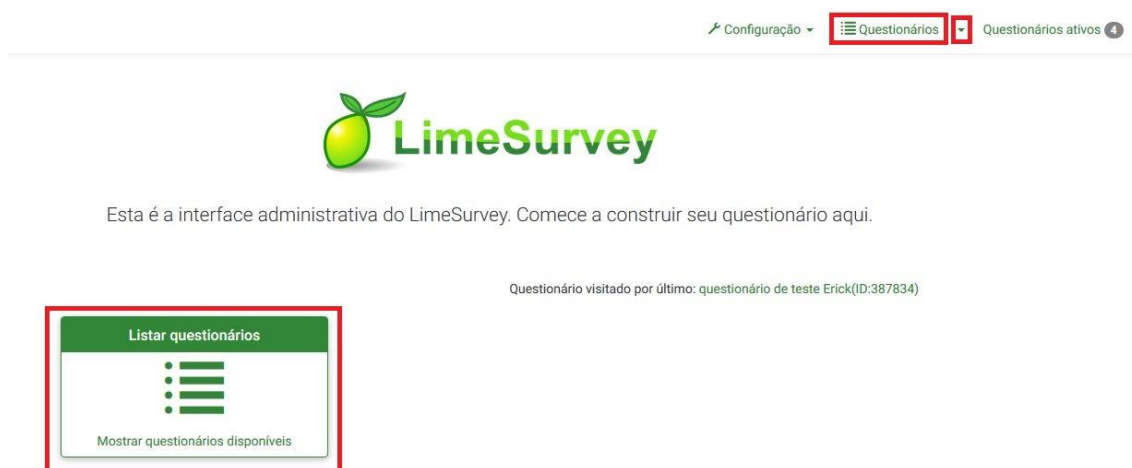 Configuração
Questionários
Questionários ativos 4
LimeSurvey
Esta é a interface administrativa do LimeSurvey. Comece a construir seu questionário aqui.
Questionário visitado por último: questionário de teste Erick(ID:387834)
Listar questionários
Mostrar questionários disponíveis